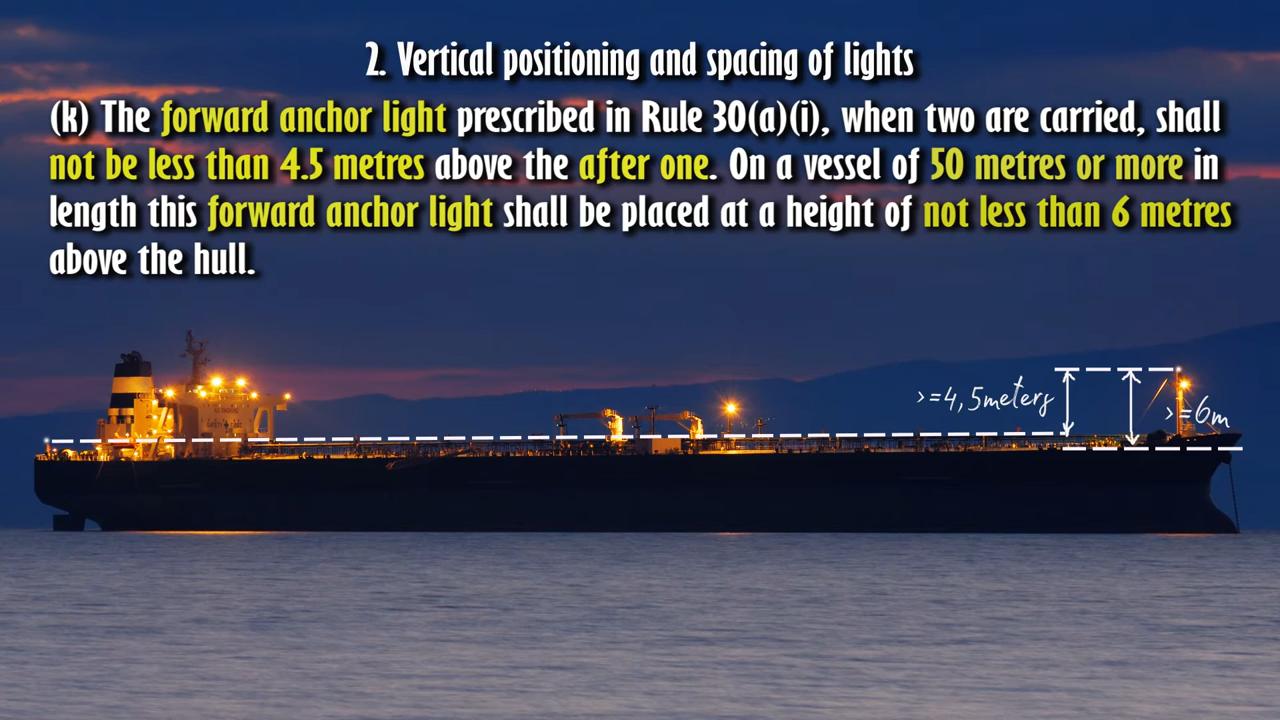 2. Vertical positioning and spacing of lights
(k) The forward anchor light prescribed in Rule 30(a)(i), when two are carried, shall
not be less than 4.5 metres above the after one. On a vessel of 50 metres or more in
length this forward anchor light shall be placed at a height of not less than 6 metres
above the hull.
>=4,5meters
>=6m